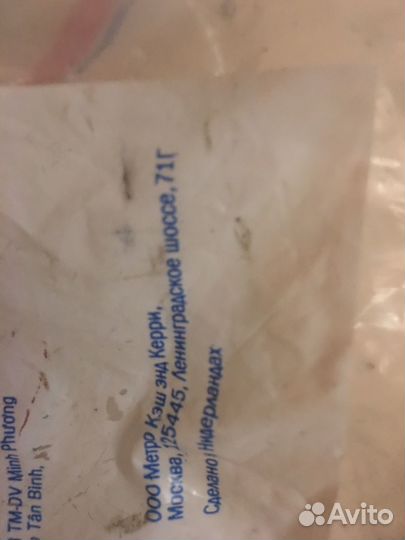 TM-DV Minh Phương
Tân Bình,
ООО Метро Кэш энд Керри,
Москва, 125445, Ленинградское шоссе, 71Г
Сделано Нидерландах
Avito